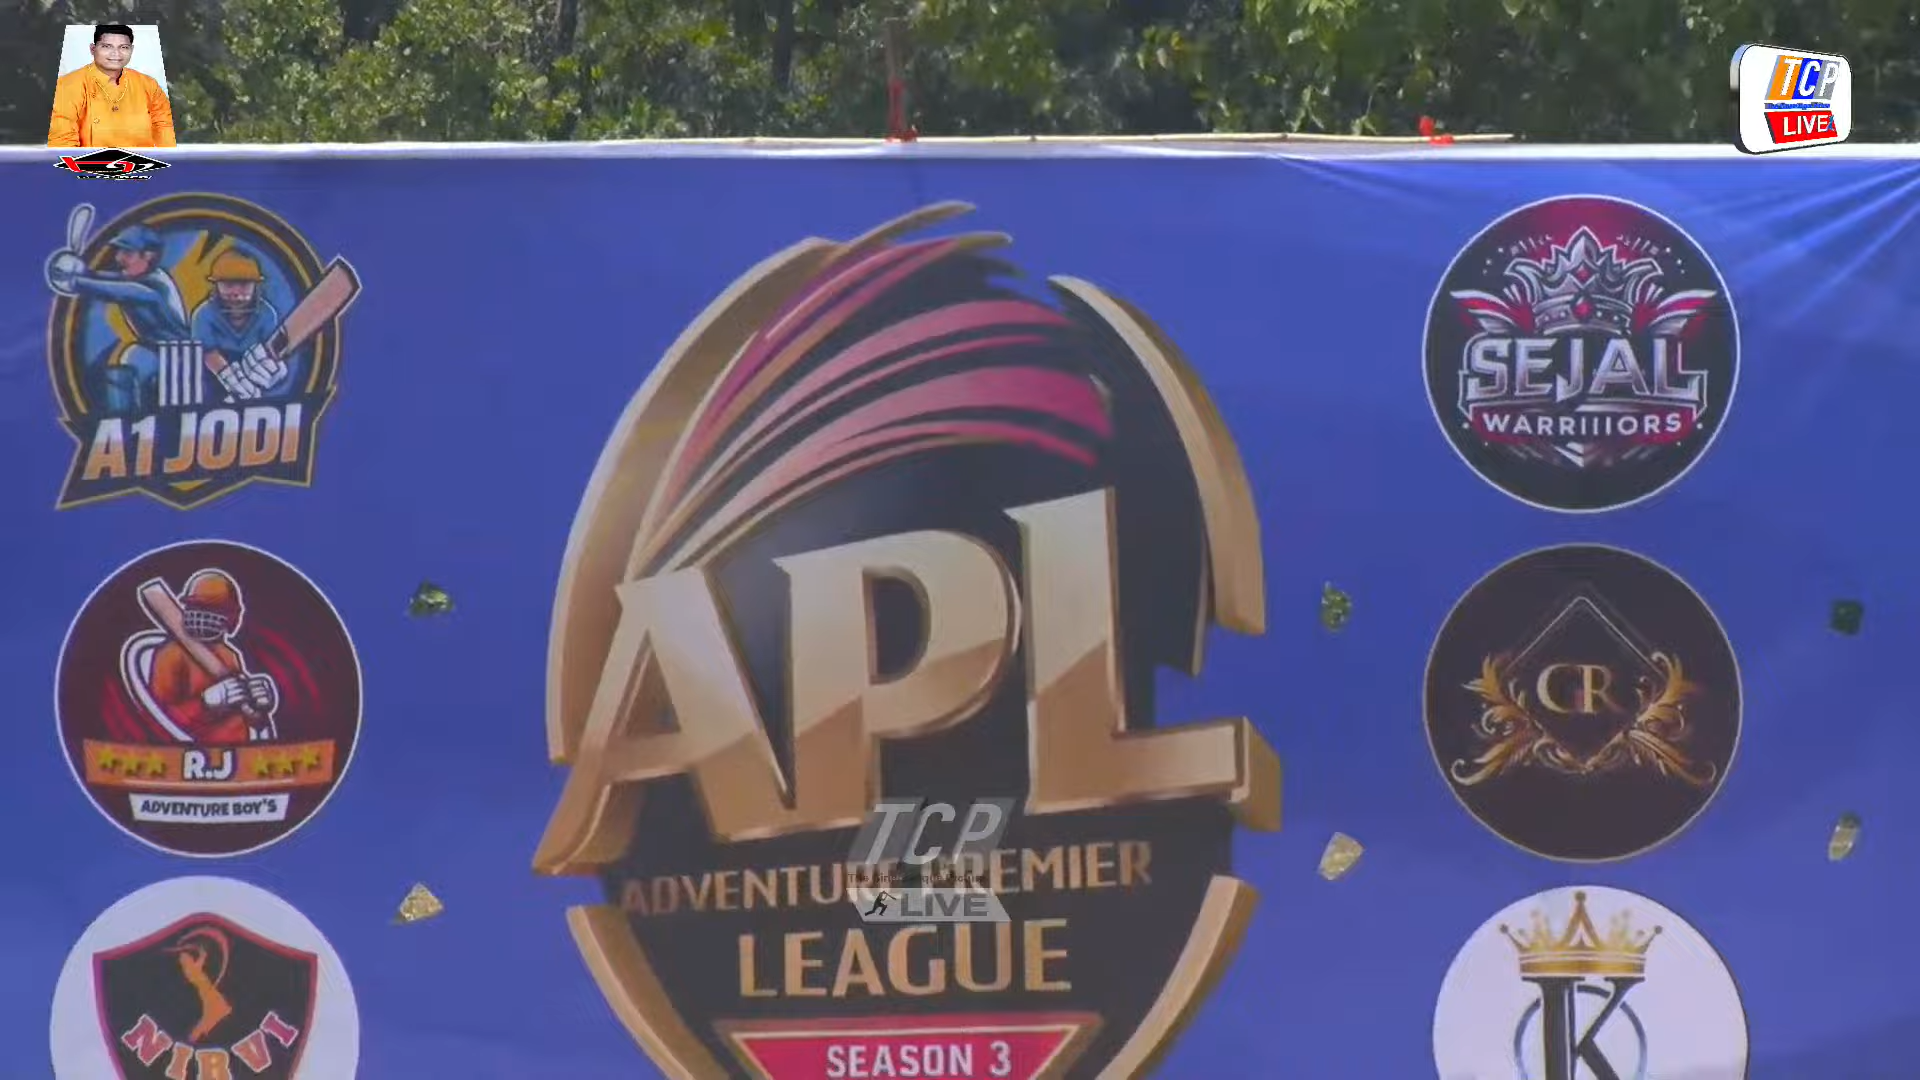 TCP
LIVE
A1 JODI
SEJAL
WARRIIIORS
APL
R.J
ADVENTURE BOY'S
CR
TCP
LIVE
ADVENTURE PREMIER
LEAGUE
SEASON 3
NIRVI
K